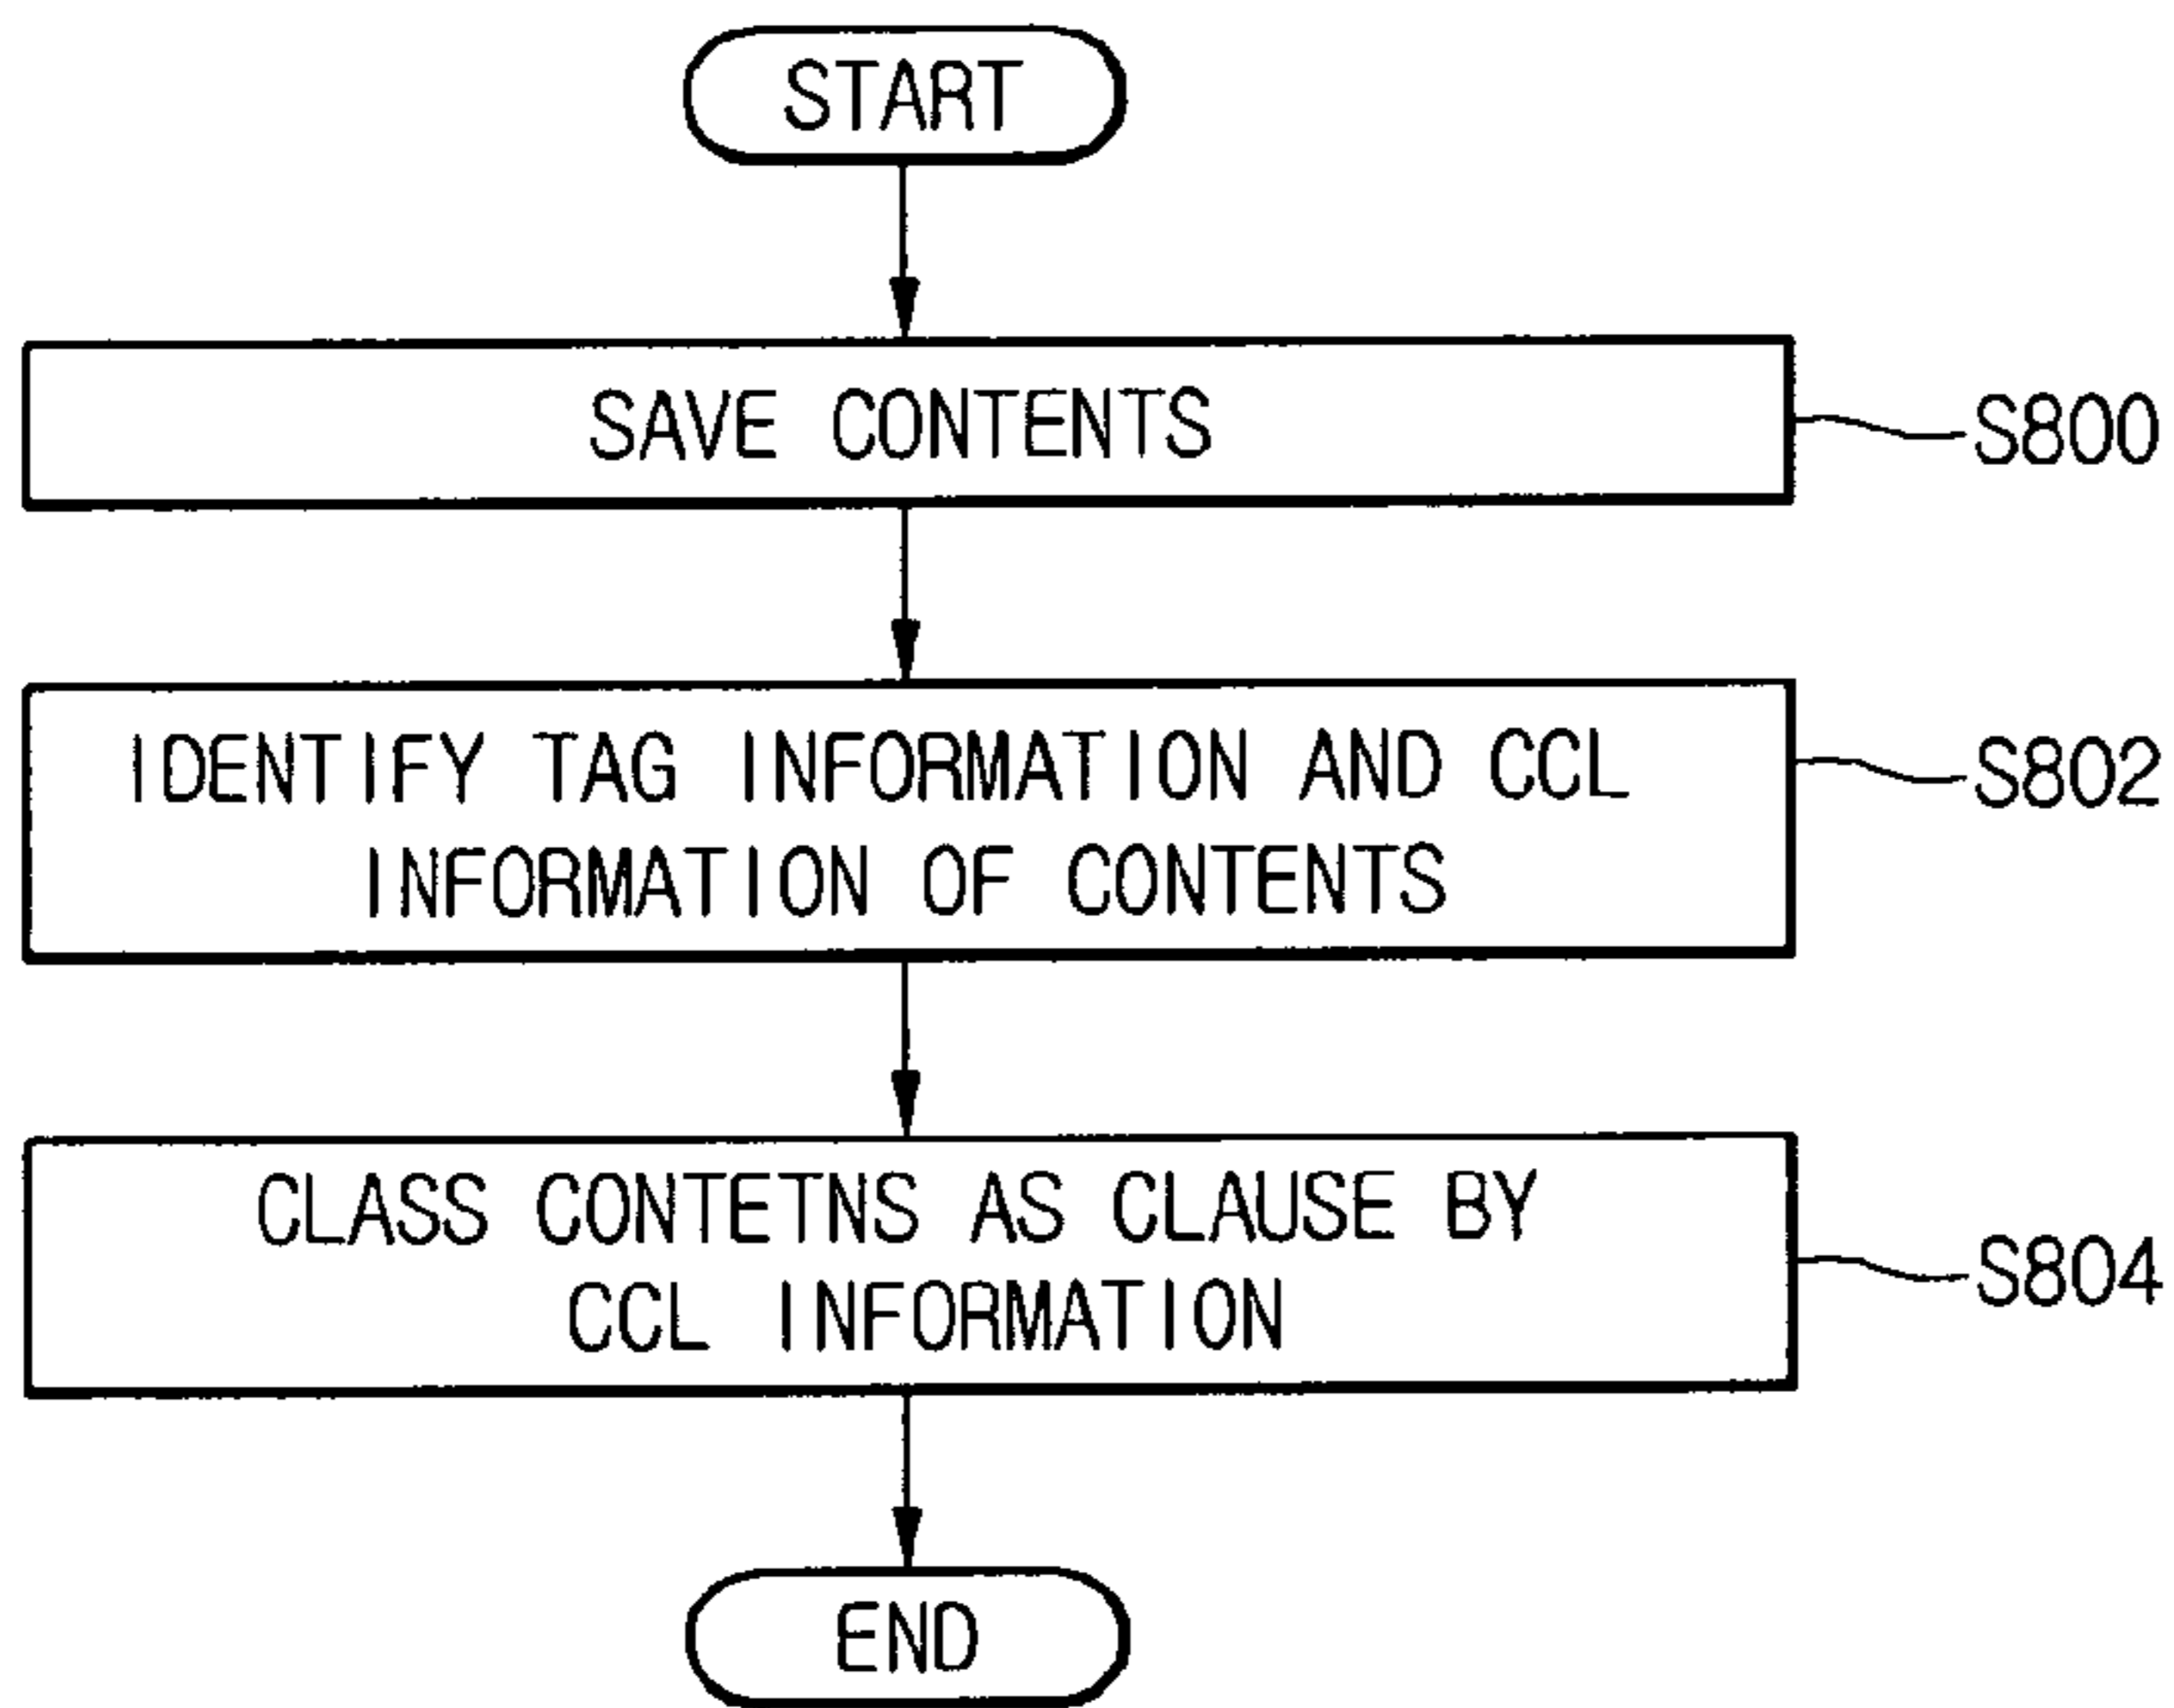 START
SAVE CONTENTS
S800
IDENTIFY TAG INFORMATION AND CCL
INFORMATION OF CONTENTS
S802
CLASS CONTETNS AS CLAUSE BY
CCL INFORMATION
S804
END